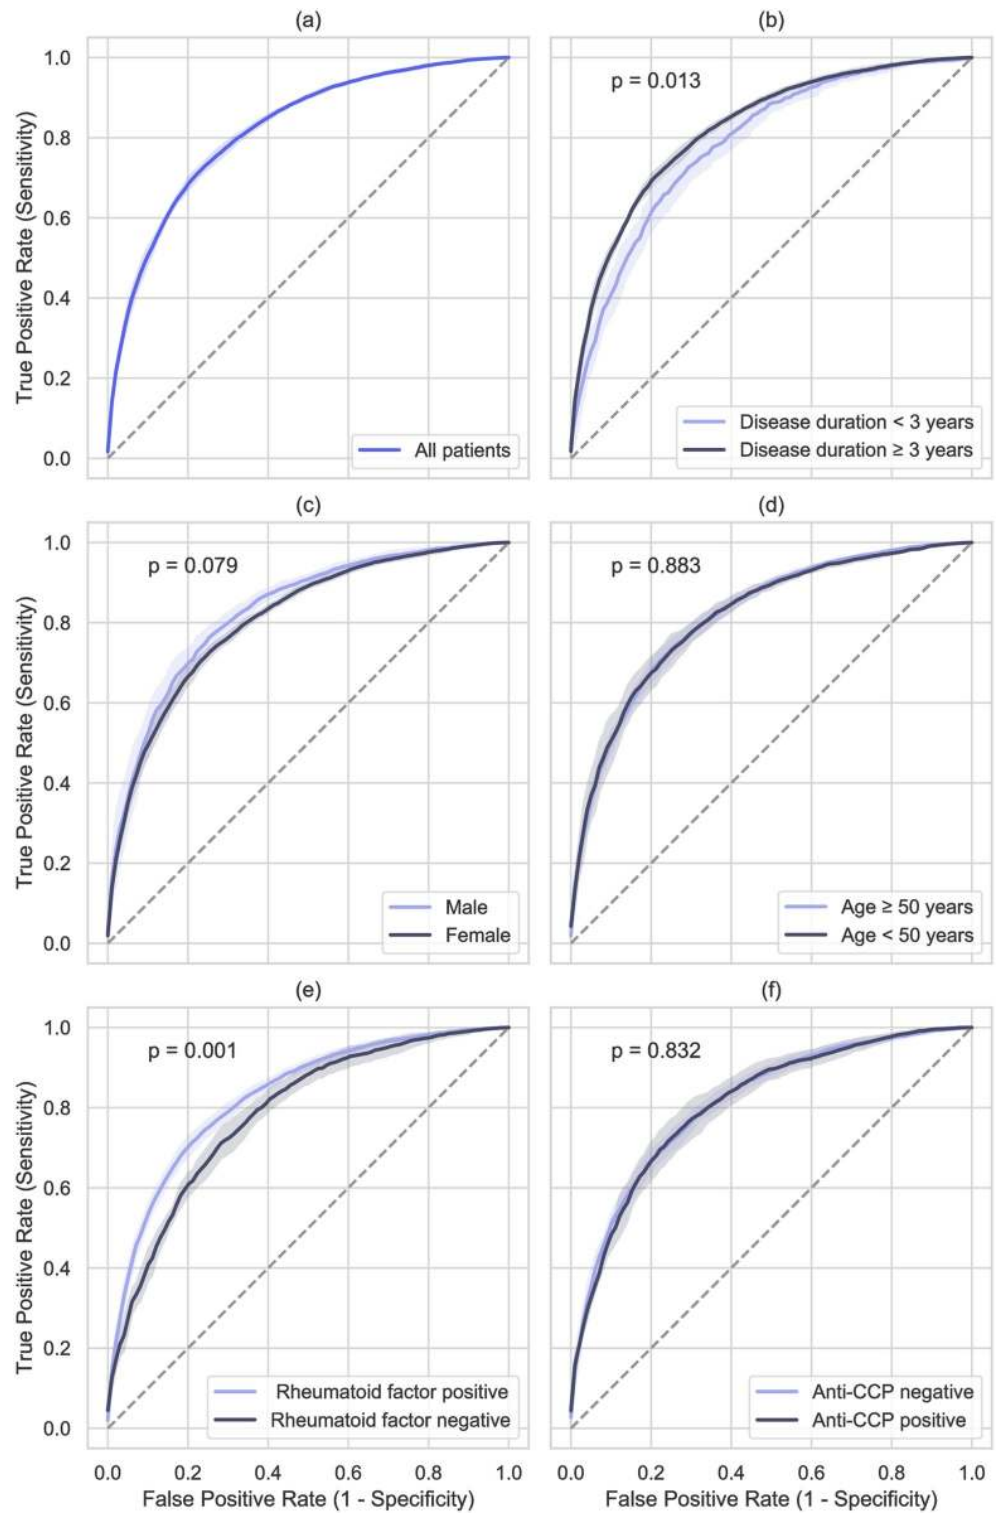 (a)
(b)
1.0
0.8
0.6
0.4
0.2
0.0
True Positive Rate (Sensitivity)
All patients
p = 0.013
Disease duration < 3 years
Disease duration ≥ 3 years
(c)
(d)
1.0
0.8
0.6
0.4
0.2
0.0
True Positive Rate (Sensitivity)
p = 0.079
Male
Female
p = 0.883
Age ≥ 50 years
Age < 50 years
(e)
(f)
1.0
0.8
0.6
0.4
0.2
0.0
True Positive Rate (Sensitivity)
p = 0.001
Rheumatoid factor positive
Rheumatoid factor negative
p = 0.832
Anti-CCP negative
Anti-CCP positive
0.0 0.2 0.4 0.6 0.8 1.0
0.0 0.2 0.4 0.6 0.8 1.0
False Positive Rate (1 - Specificity)
False Positive Rate (1 - Specificity)